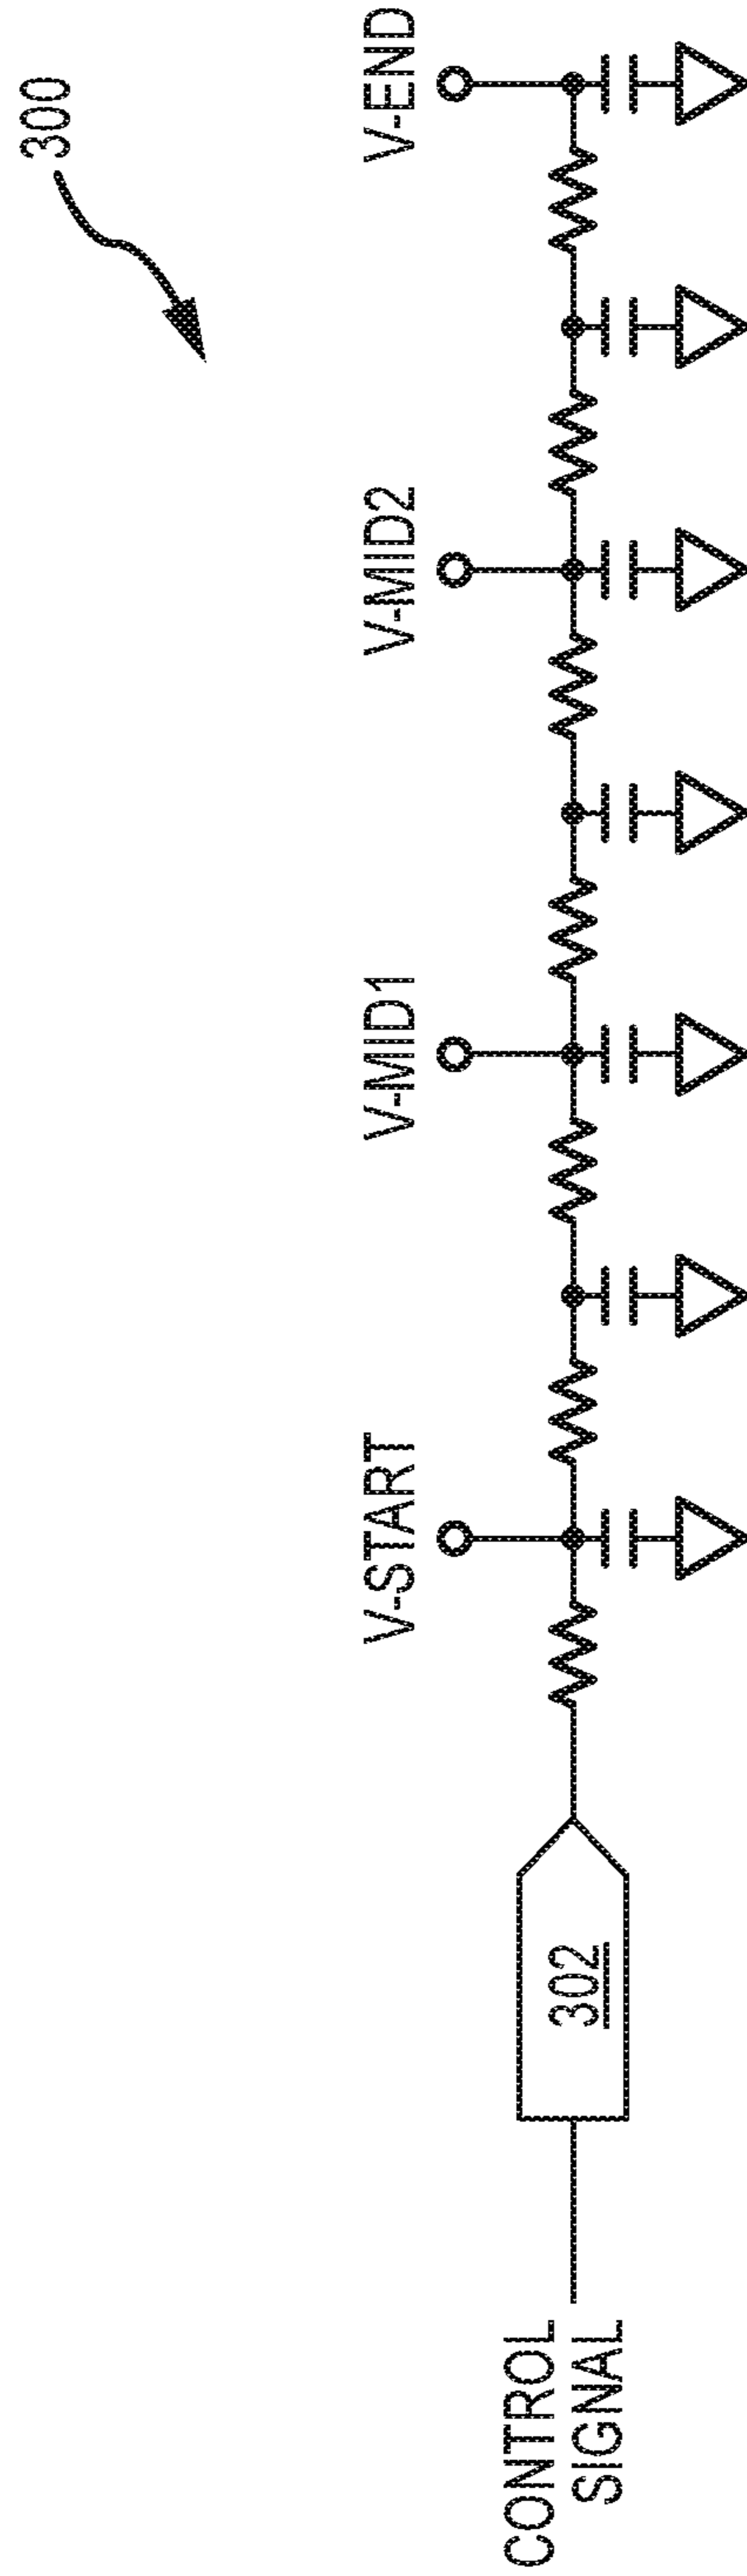 300
CONTROL
SIGNAL
302
V-START
V-MID1
V-MID2
V-END